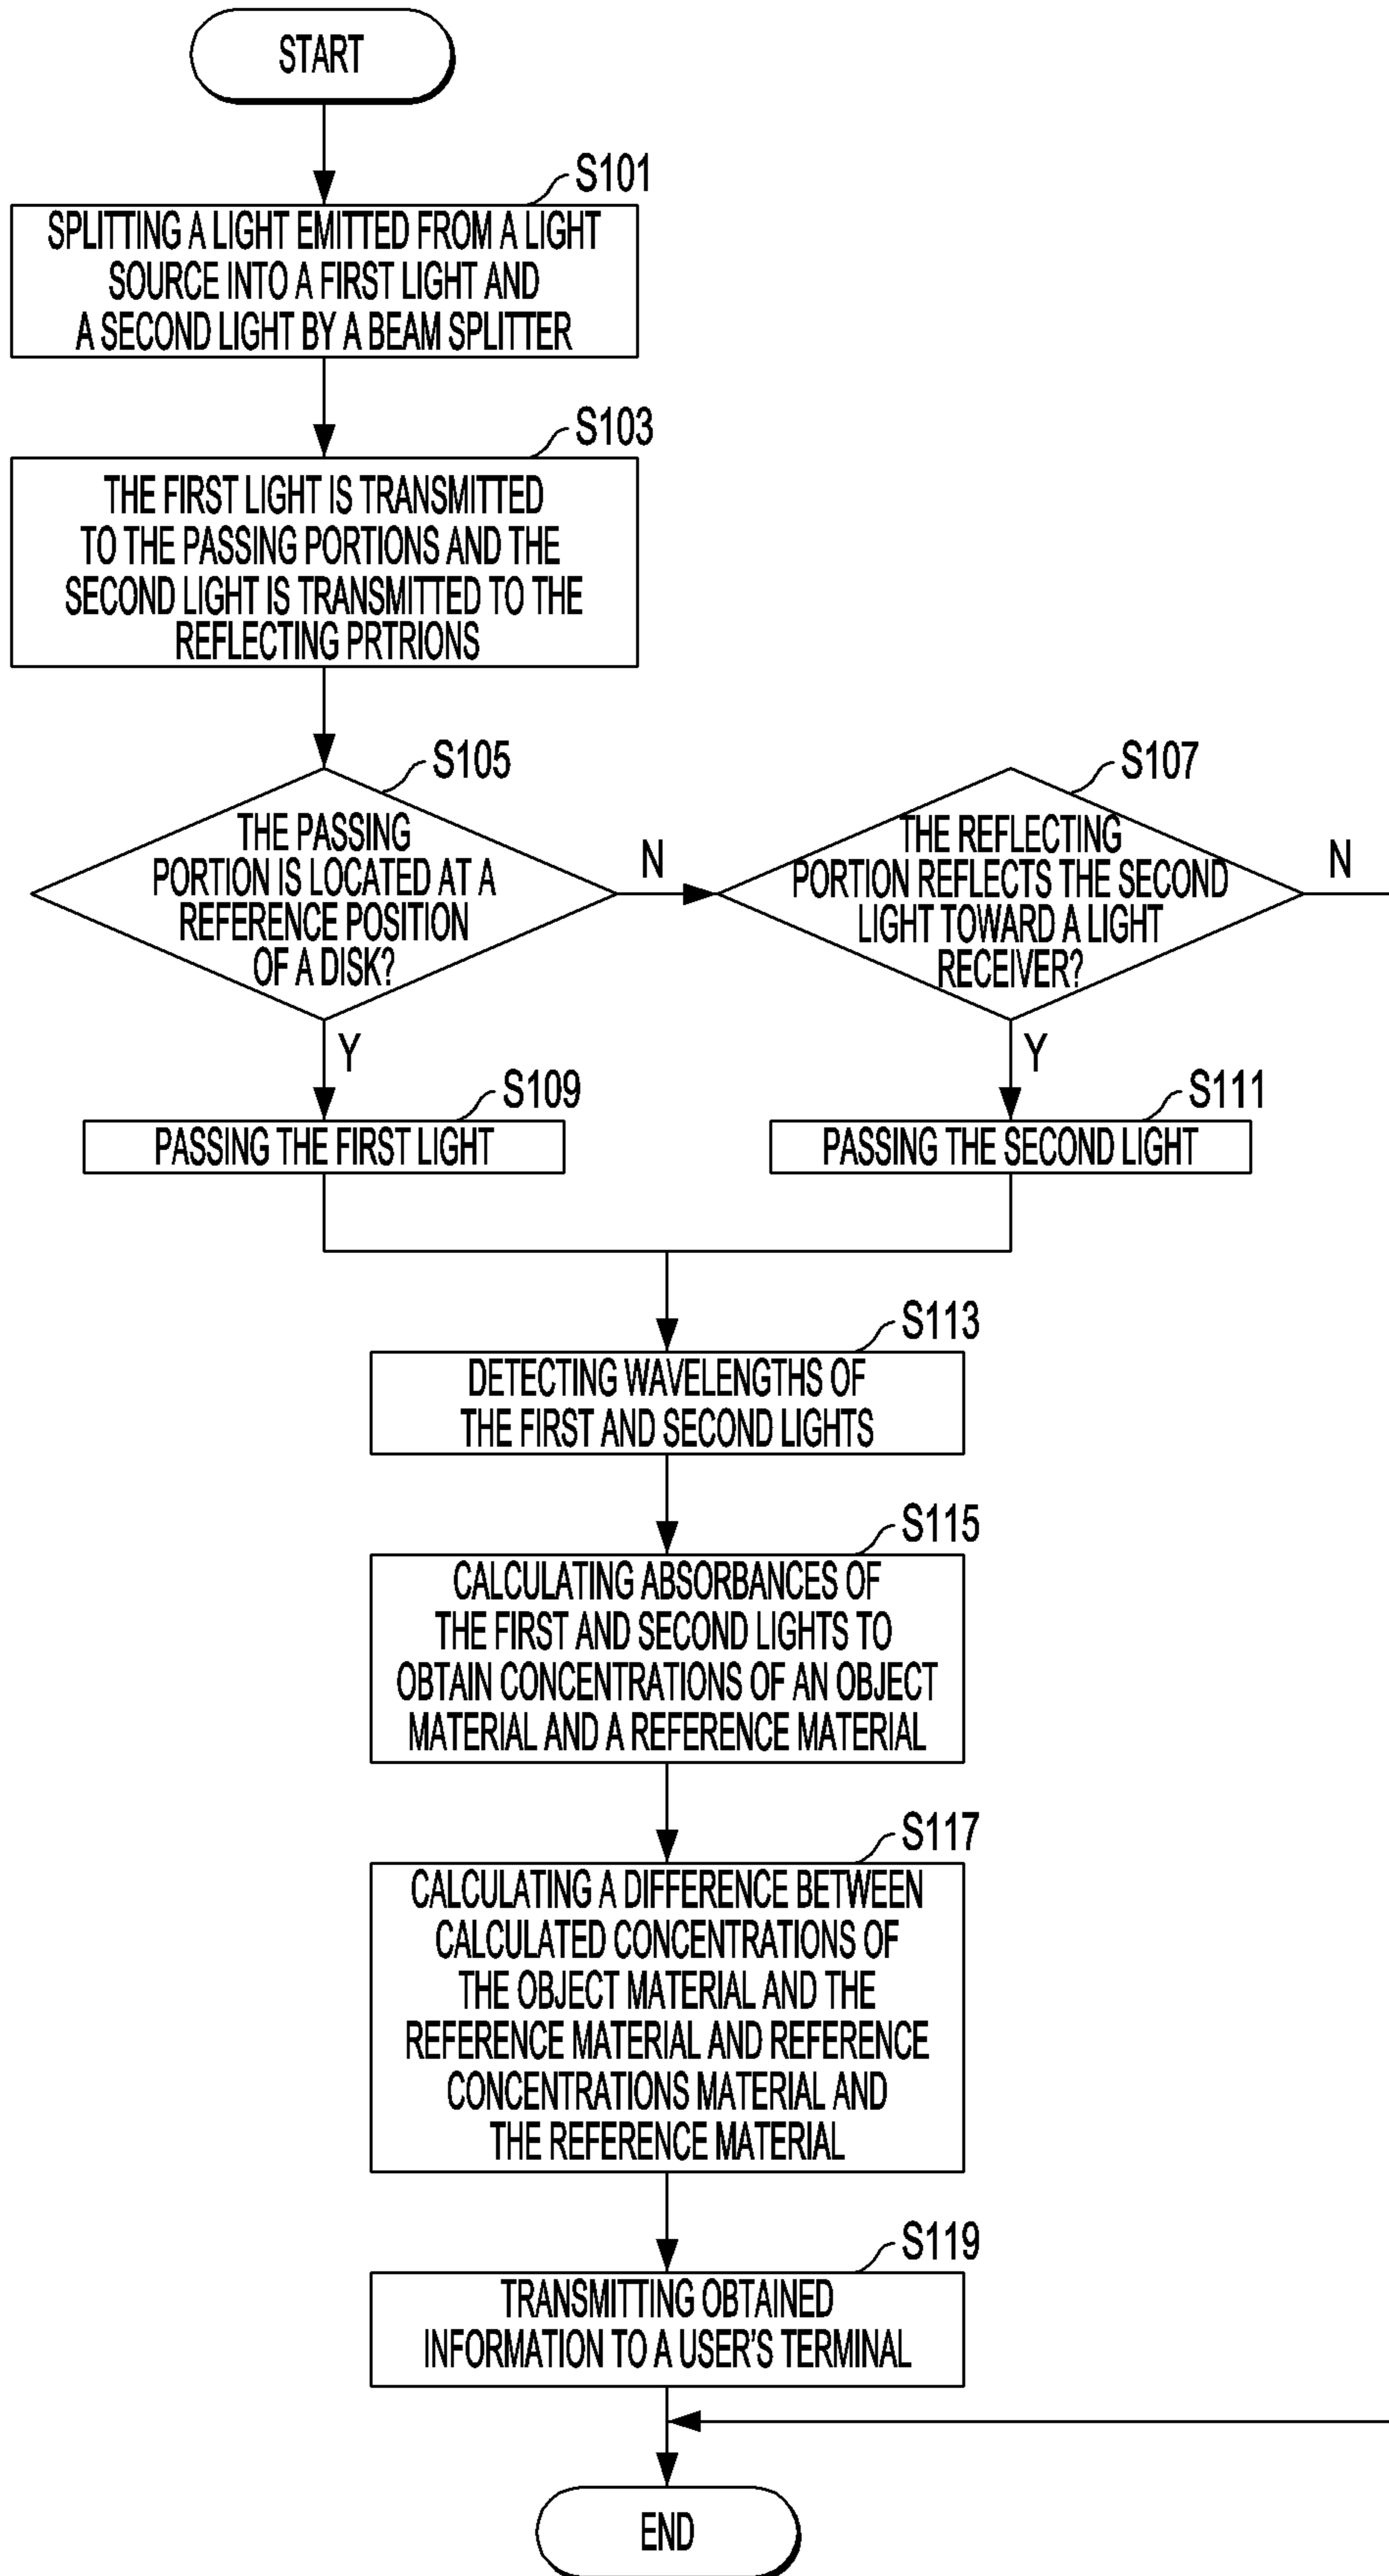 START
S101
SPLITTING A LIGHT EMITTED FROM A LIGHT
SOURCE INTO A FIRST LIGHT AND
A SECOND LIGHT BY A BEAM SPLITTER
S103
THE FIRST LIGHT IS TRANSMITTED
TO THE PASSING PORTIONS AND THE
SECOND LIGHT IS TRANSMITTED TO THE
REFLECTING PRTRIONS
S105
THE PASSING
PORTION IS LOCATED AT A
REFERENCE POSITION
OF A DISK?
N
Y
S107
THE REFLECTING
PORTION REFLECTS THE SECOND
LIGHT TOWARD A LIGHT
RECEIVER?
N
Y
S109
PASSING THE FIRST LIGHT
S111
PASSING THE SECOND LIGHT
S113
DETECTING WAVELENGTHS OF
THE FIRST AND SECOND LIGHTS
S115
CALCULATING ABSORBANCES OF
THE FIRST AND SECOND LIGHTS TO
OBTAIN CONCENTRATIONS OF AN OBJECT
MATERIAL AND A REFERENCE MATERIAL
S117
CALCULATING A DIFFERENCE BETWEEN
CALCULATED CONCENTRATIONS OF
THE OBJECT MATERIAL AND THE
REFERENCE MATERIAL AND REFERENCE
CONCENTRATIONS MATERIAL AND
THE REFERENCE MATERIAL
S119
TRANSMITTING OBTAINED
INFORMATION TO A USER'S TERMINAL
END